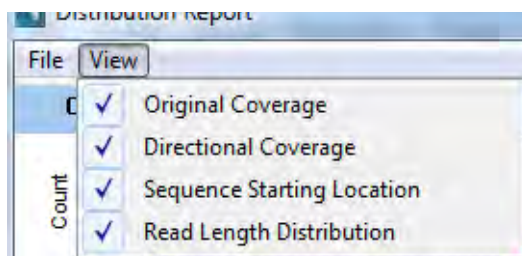 Distribution Report
File View
Original Coverage
Directional Coverage
Sequence Starting Location
Count
Read Length Distribution